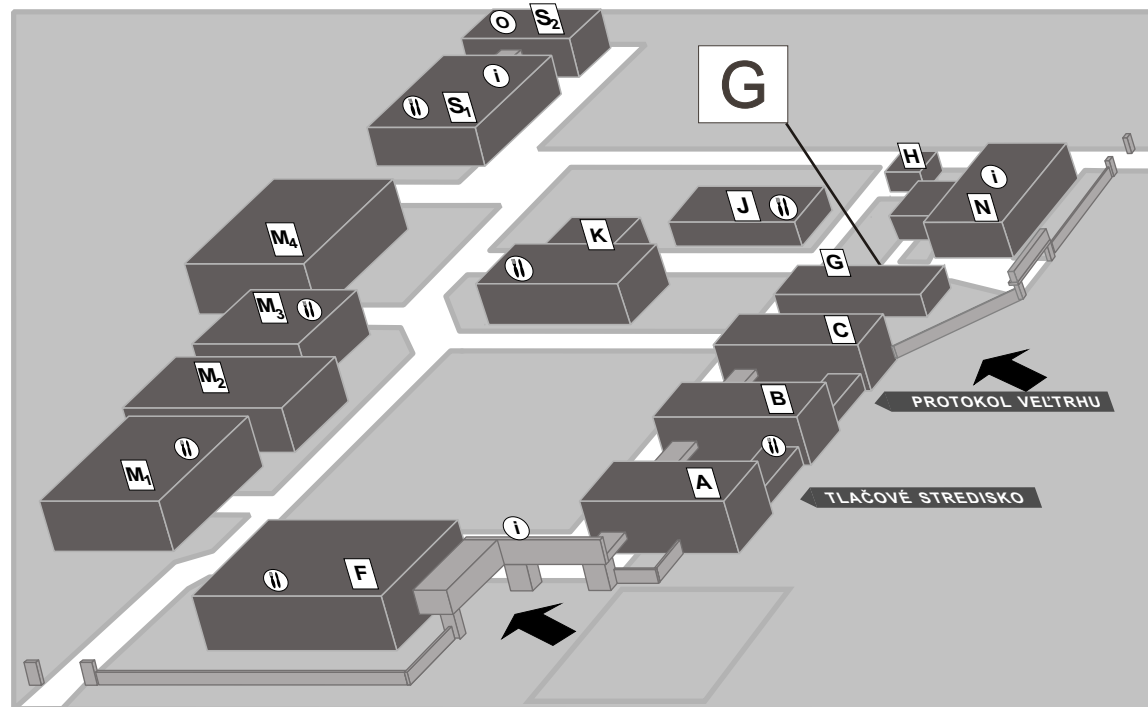 O
S2
i
S1
G
H
i
N
J
K
M4
G
M3
C
M2
PROTOKOL VEĽTRHU
B
M1
A
TLAČOVÉ STREDISKO
i
F